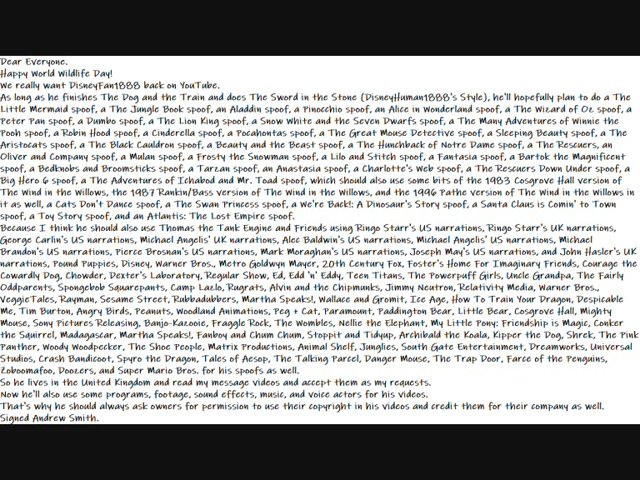 Dear Everyone.
Happy World Wildlife Day!
We really want DisneyFan1888 back on YouTube.
As long as he finishes The Dog and the Train and does The Sword in the Stone (DisneyHuman1888's Style), he'll hopefully plan to do a The
Little Mermaid spoof, a The Jungle Book spoof, an Aladdin spoof, a Pinocchio spoof, an Alice in Wonderland spoof, a The Wizard of Oz spoof, a
Peter Pan spoof, a Dumbo spoof, a The Lion King spoof, a Snow White and the Seven Dwarfs spoof, a The Many Adventures of Winnie the
Pooh spoof, a Robin Hood spoof, a Cinderella spoof, a Pocahontas spoof, a The Great Mouse Detective spoof, a Sleeping Beauty spoof, a The
Aristocats spoof, a The Black Cauldron spoof, a Beauty and the Beast spoof, a The Hunchback of Notre Dame spoof, a The Rescuers, an
Oliver and Company spoof, a Mulan spoof, a Frosty the Snowman spoof, a Lilo and Stitch spoof, a Fantasia spoof, a Bartok the Magnificent
spoof, a Bedknobs and Broomsticks spoof, a Tarzan spoof, an Anastasia spoof, a Charlotte's Web spoof, a The Rescuers Down Under spoof, a
Big Hero 6 spoof, a The Adventures of Ichabod and Mr. Toad spoof, which should also use some bits of the 1983 Cosgrove Hall version of
The Wind in the Willows, the 1987 Rankin/Bass version of The Wind in the Willows, and the 1996 Pathe version of The Wind in the Willows in
it as well, a Cats Don't Dance spoof, a The Swan Princess spoof, a We're Back!: A Dinosaur's Story spoof, a Santa Claus is Comin' to Town
spoof, a Toy Story spoof, and an Atlantis: The Lost Empire spoof.
Because I think he should also use Thomas the Tank Engine and Friends using Ringo Starr's US narrations, Ringo Starr's UK narrations,
George Carlin's US narrations, Michael Angelis' UK narrations, Alec Baldwin's US narrations, Michael Angelis' US narrations, Michael
Brandon's US narrations, Pierce Brosnan's US narrations, Mark Moraghan's US narrations, Joseph May's US narrations, and John Hasler's UK
narrations, Pound Puppies, Disney, Warner Bros., Metro Goldwyn Mayer, 20th Century Fox, Foster's Home For Imaginary Friends, Courage the
Cowardly Dog, Chowder, Dexter's Laboratory, Regular Show, Ed, Edd 'n' Eddy, Teen Titans, The Powerpuff Girls, Uncle Grandpa, The Fairly
Oddparents, Spongebob Squarepants, Camp Lazlo, Rugrats, Alvin and the Chipmunks, Jimmy Neutron, Relativity Media, Warner Bros.,
VeggieTales, Rayman, Sesame Street, Rubbadubbers, Martha Speaks!, Wallace and Gromit, Ice Age, How To Train Your Dragon, Despicable
Me, Tim Burton, Angry Birds, Peanuts, Woodland Animations, Peg + Cat, Paramount, Paddington Bear, Little Bear, Cosgrove Hall, Mighty
Mouse, Sony Pictures Releasing, Banjo-Kazooie, Fraggle Rock, The Wombles, Nellie the Elephant, My Little Pony: Friendship is Magic, Conker
the Squirrel, Madagascar, Martha Speaks!, Fanboy and Chum Chum, Stoppit and Tidyup, Archibald the Koala, Kipper the Dog, Shrek, The Pink
Panther, Woody Woodpecker, The Shoe People, Matrix Productions, Animal Shelf, Junglies, South Gate Entertainment, Dreamworks, Universal
Studios, Crash Bandicoot, Spyro the Dragon, Tales of Aesop, The Talking Parcel, Danger Mouse, The Trap Door, Farce of the Penguins,
Zoboomafoo, Doozers, and Super Mario Bros. for his spoofs as well.
So he lives in the United Kingdom and read my message videos and accept them as my requests.
Now he'll also use some programs, footage, sound effects, music, and voice actors for his videos.
That's why he should always ask owners for permission to use their copyright in his videos and credit them for their company as well.
Signed Andrew Smith.